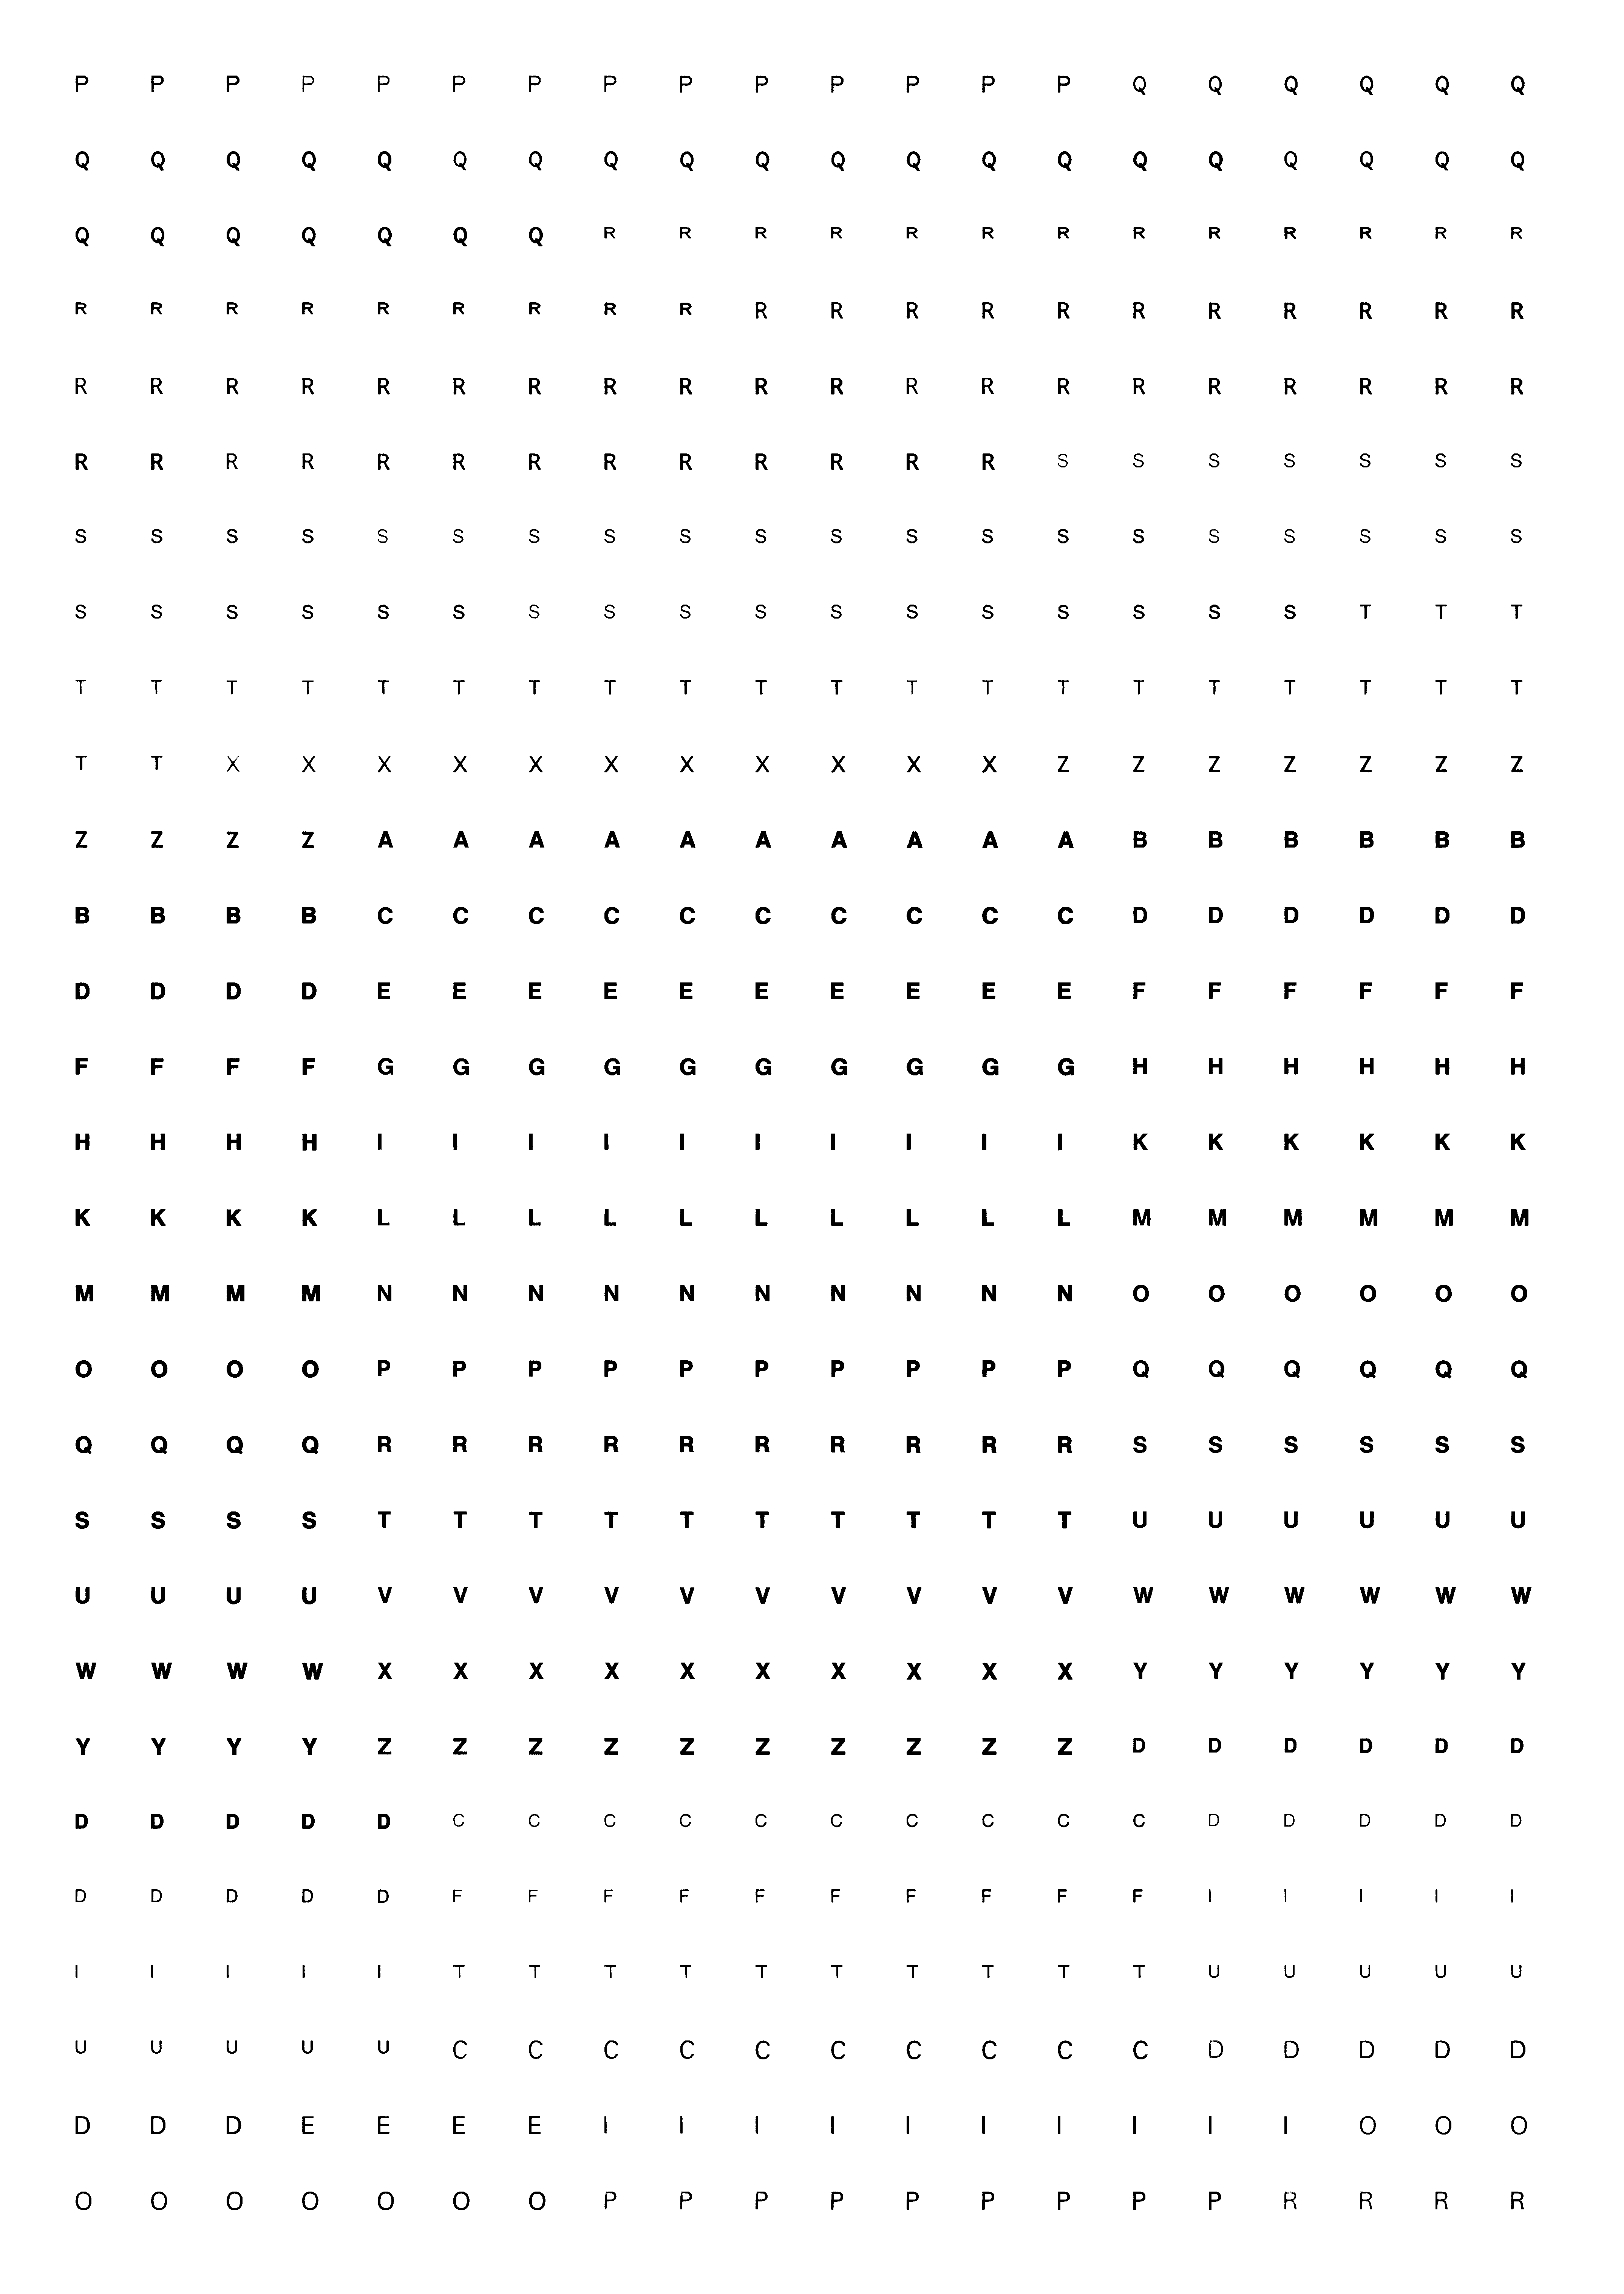 P P P P P P P P P P P P P P Q Q Q Q Q Q
Q Q Q Q Q Q Q Q Q Q Q Q Q Q Q Q Q Q Q Q
Q Q Q Q Q Q Q R R R R R R R R R R R R R
R R R R R R R R R R R R R R R R R R R R
R R R R R R R R R R R R R R R R R R R R
R R R R R R R R R R R R R S S S S S S S
S S S S S S S S S S S S S S S S S S S S
S S S S S S S S S S S S S S S S S T T T
T T T T T T T T T T T T T T T T T T T T
T T X X X X X X X X X X X Z Z Z Z Z Z Z
Z Z Z Z A A A A A A A A A A B B B B B B
B B B B C C C C C C C C C C D D D D D D
D D D D E E E E E E E E E E F F F F F F
F F F F G G G G G G G G G G H H H H H H
H H H H I I I I I I I I I I K K K K K K
K K K K L L L L L L L L L L M M M M M M
M M M M N N N N N N N N N N O O O O O O
O O O O P P P P P P P P P P Q Q Q Q Q Q
Q Q Q Q R R R R R R R R R R S S S S S S
S S S S T T T T T T T T T T U U U U U U
U U U U V V V V V V V V V V W W W W W W
W W W W X X X X X X X X X X Y Y Y Y Y Y
Y Y Y Y Z Z Z Z Z Z Z Z Z Z D D D D D D
D D D D D C C C C C C C C C C D D D D D
D D D D D F F F F F F F F F F I I I I I
I I I I I T T T T T T T T T T U U U U U
U U U U U C C C C C C C C C C D D D D D
D D D E E E E I I I I I I I I I I O O O
O O O O O O O P P P P P P P P P R R R R